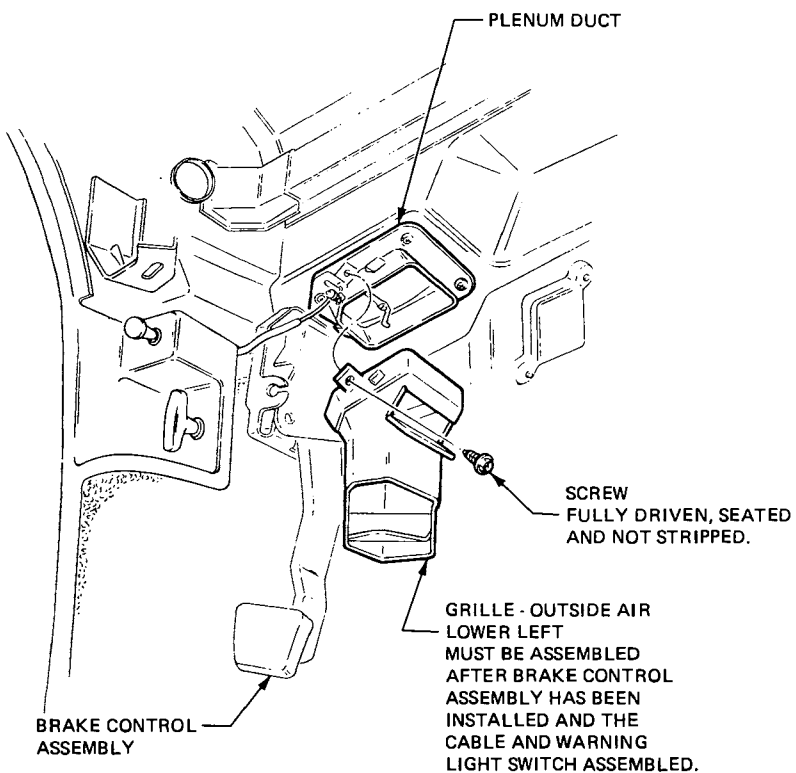 PLENUM DUCT
SCREW
FULLY DRIVEN, SEATED
AND NOT STRIPPED.
GRILLE - OUTSIDE AIR
LOWER LEFT
MUST BE ASSEMBLED
AFTER BRAKE CONTROL
ASSEMBLY HAS BEEN
INSTALLED AND THE
CABLE AND WARNING
LIGHT SWITCH ASSEMBLED.
BRAKE CONTROL
ASSEMBLY